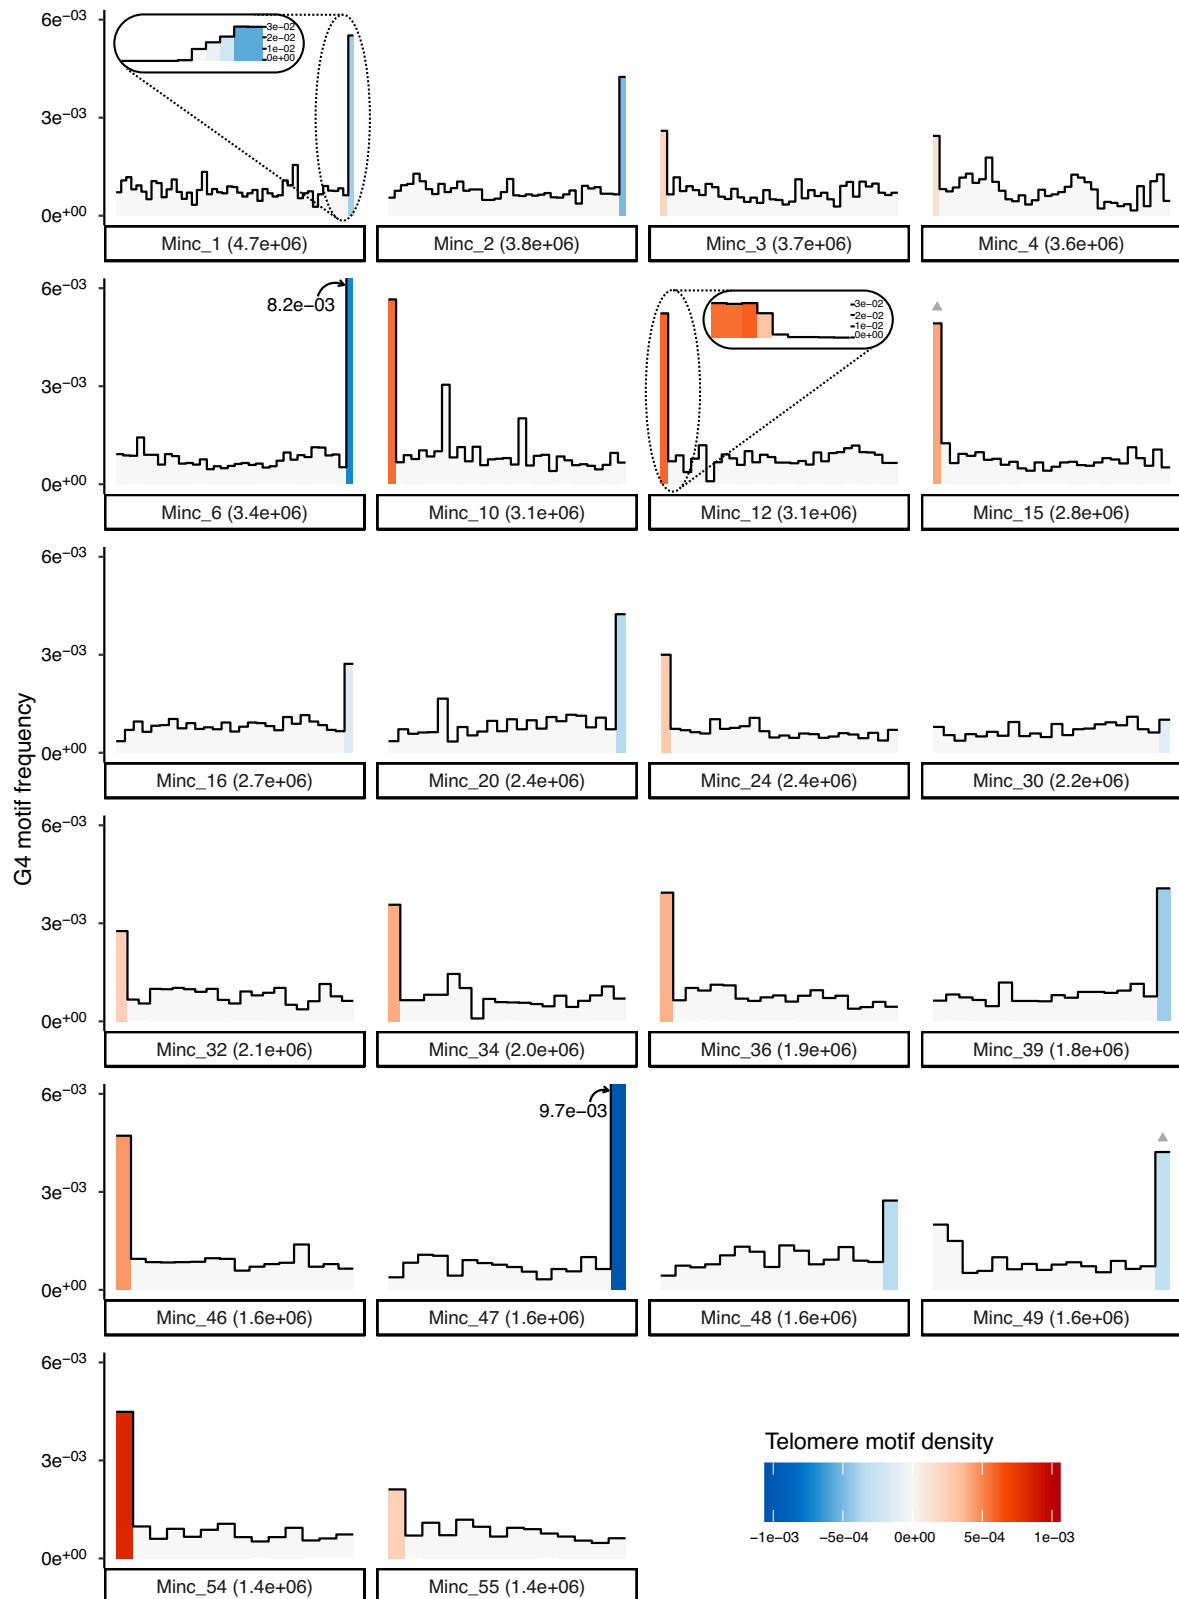 G4 motif frequency
6e−03
3e−03
0e+00
3e−02
2e−02
1e−02
0e+00
Minc_1 (4.7e+06)
Minc_2 (3.8e+06)
Minc_3 (3.7e+06)
Minc_4 (3.6e+06)
6e−03
3e−03
0e+00
8.2e−03
3e−02
2e−02
1e−02
0e+00
Minc_6 (3.4e+06)
Minc_10 (3.1e+06)
Minc_12 (3.1e+06)
Minc_15 (2.8e+06)
6e−03
3e−03
0e+00
Minc_16 (2.7e+06)
Minc_20 (2.4e+06)
Minc_24 (2.4e+06)
Minc_30 (2.2e+06)
6e−03
3e−03
0e+00
Minc_32 (2.1e+06)
Minc_34 (2.0e+06)
Minc_36 (1.9e+06)
Minc_39 (1.8e+06)
6e−03
3e−03
0e+00
9.7e−03
Minc_46 (1.6e+06)
Minc_47 (1.6e+06)
Minc_48 (1.6e+06)
Minc_49 (1.6e+06)
6e−03
3e−03
0e+00
Minc_54 (1.4e+06)
Minc_55 (1.4e+06)
Telomere motif density
−1e−03 −5e−04 0e+00 5e−04 1e−03